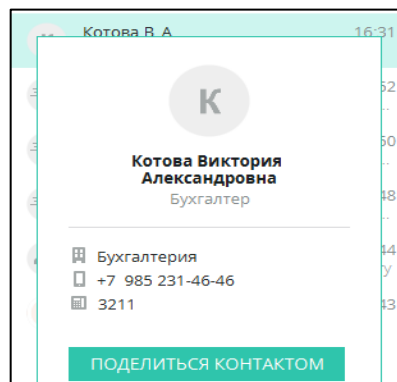 Котова В. А.
16:31
К
Котова Виктория
Александровна
Бухгалтер
Бухгалтерия
+7 985 231-46-46
3211
ПОДЕЛИТЬСЯ КОНТАКТОМ